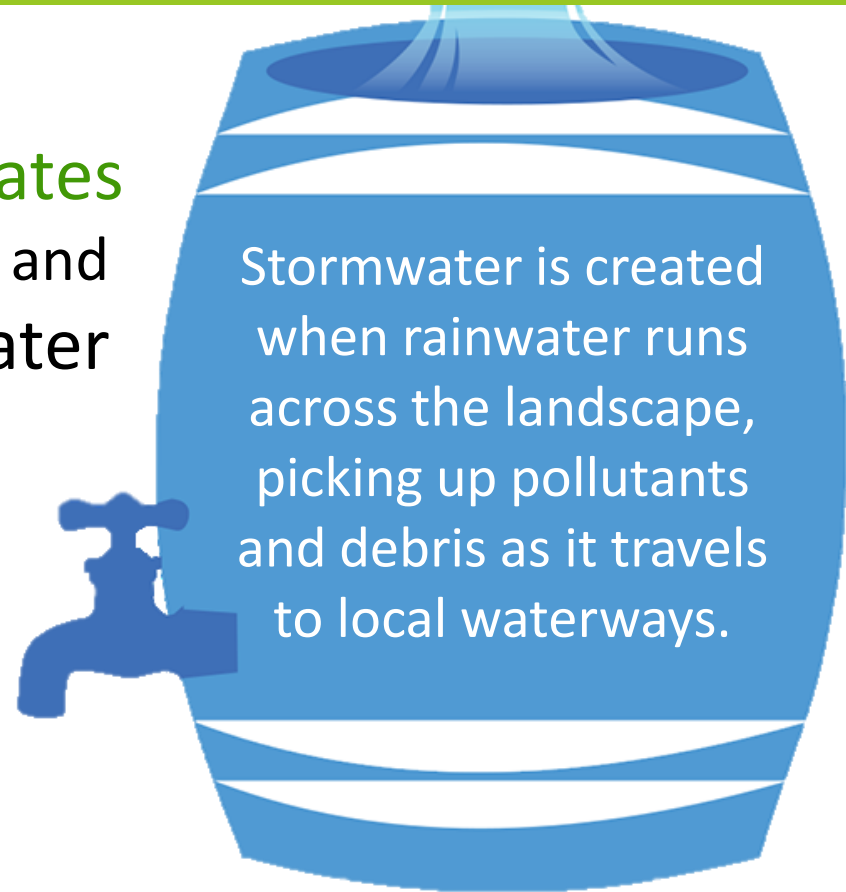 ates
and
ater
Stormwater is created
when rainwater runs
across the landscape,
picking up pollutants
and debris as it travels
to local waterways.